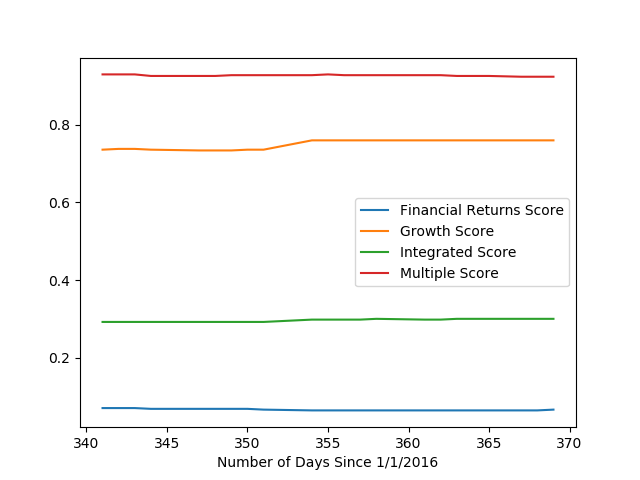 0.8
0.6
0.4
0.2
Financial Returns Score
Growth Score
Integrated Score
Multiple Score
340 345 350 355 360 365 370
Number of Days Since 1/1/2016